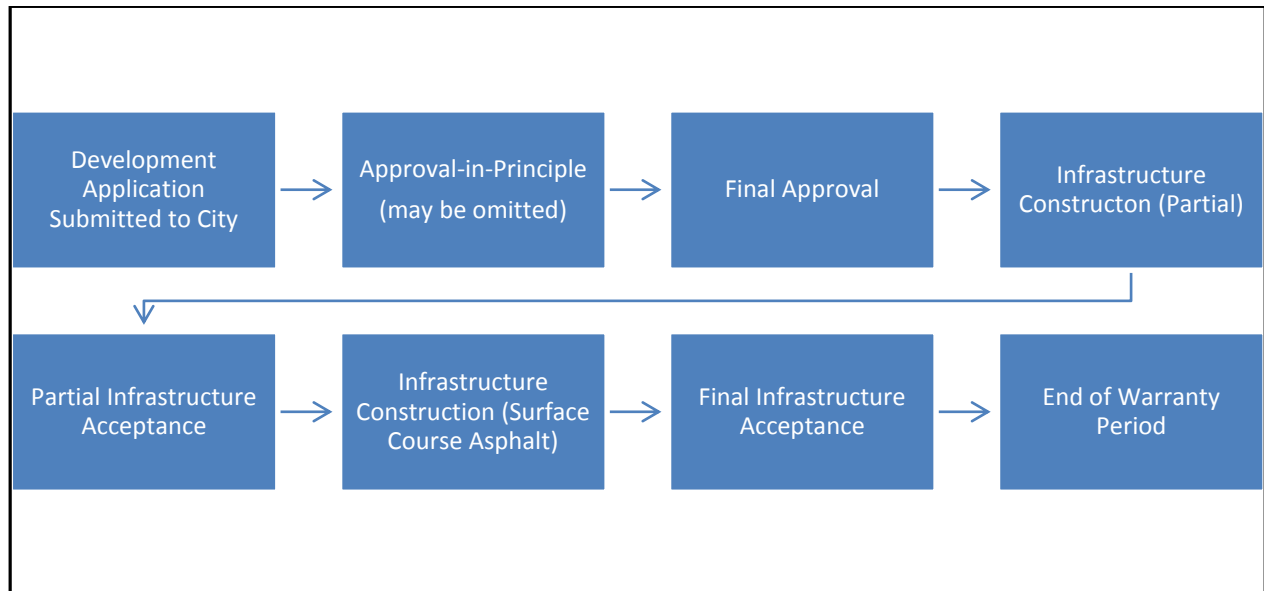 Development
Application
Submitted to City
Approval-in-Principle
(may be omitted)
Final Approval
Infrastructure
Constructon (Partial)
Partial Infrastructure
Acceptance
Infrastructure
Construction (Surface
Course Asphalt)
Final Infrastructure
Acceptance
End of Warranty
Period